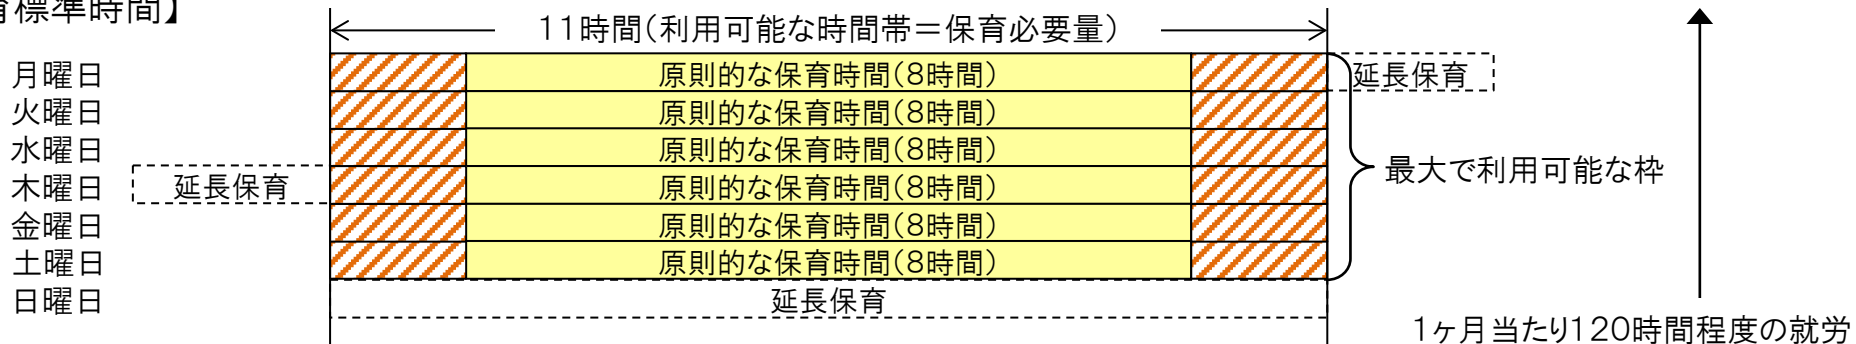 育標準時間】
11時間(利用可能な時間帯=保育必要量)
月曜日 原則的な保育時間(8時間) 延長保育
火曜日 原則的な保育時間(8時間)
水曜日 原則的な保育時間(8時間)
木曜日 延長保育 原則的な保育時間(8時間) 最大で利用可能な枠
金曜日 原則的な保育時間(8時間)
土曜日 原則的な保育時間(8時間)
日曜日 延長保育
1ヶ月当たり120時間程度の就労